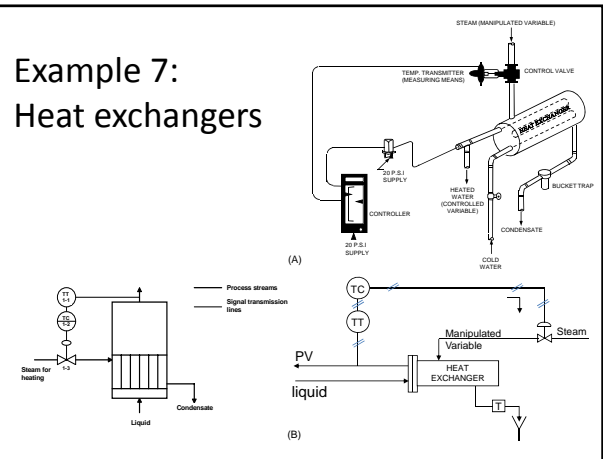 Example 7:
Heat exchangers
STEAM (MANIPULATED VARIABLE)
TEMP. TRANSMITTER
(MEASURING MEANS)
CONTROL VALVE
HEAT EXCHANGER
20 P.S.I
SUPPLY
HEATED
WATER
(CONTROLLED
VARIABLE)
BUCKET TRAP
CONDENSATE
CONTROLLER
20 P.S.I
SUPPLY
COLD
WATER
(A)
TT
1-1
TC
1-2
Process streams
Signal transmission
lines
Steam for
heating
1-3
Condensate
Liquid
TC
TT
Manipulated
Variable
Steam
PV
HEAT
EXCHANGER
liquid
T
(B)